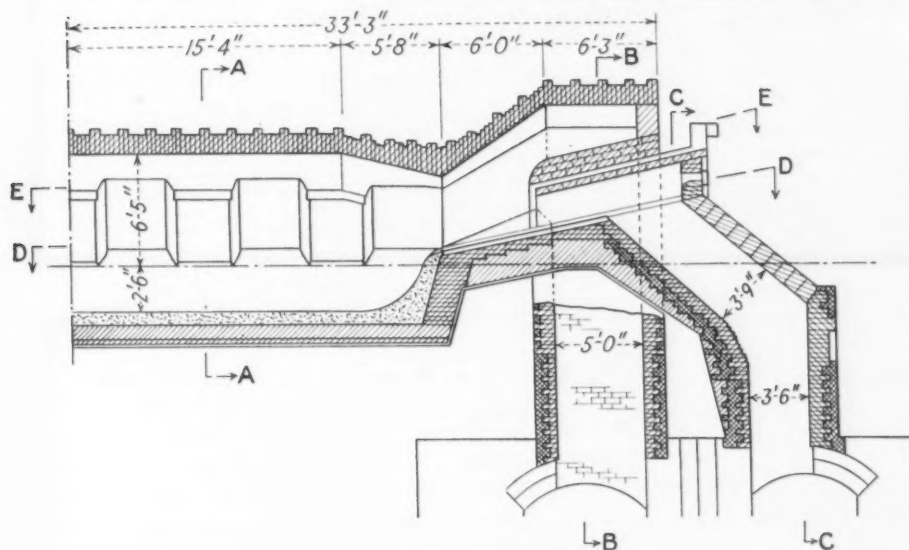 33'-3"
15'-4" 5'-8" 6'-0" 6'-3"
A B
C E
D
E
6'-5"
D
2'-6"
3'-9"
5'-0"
A
3'-6"
B C